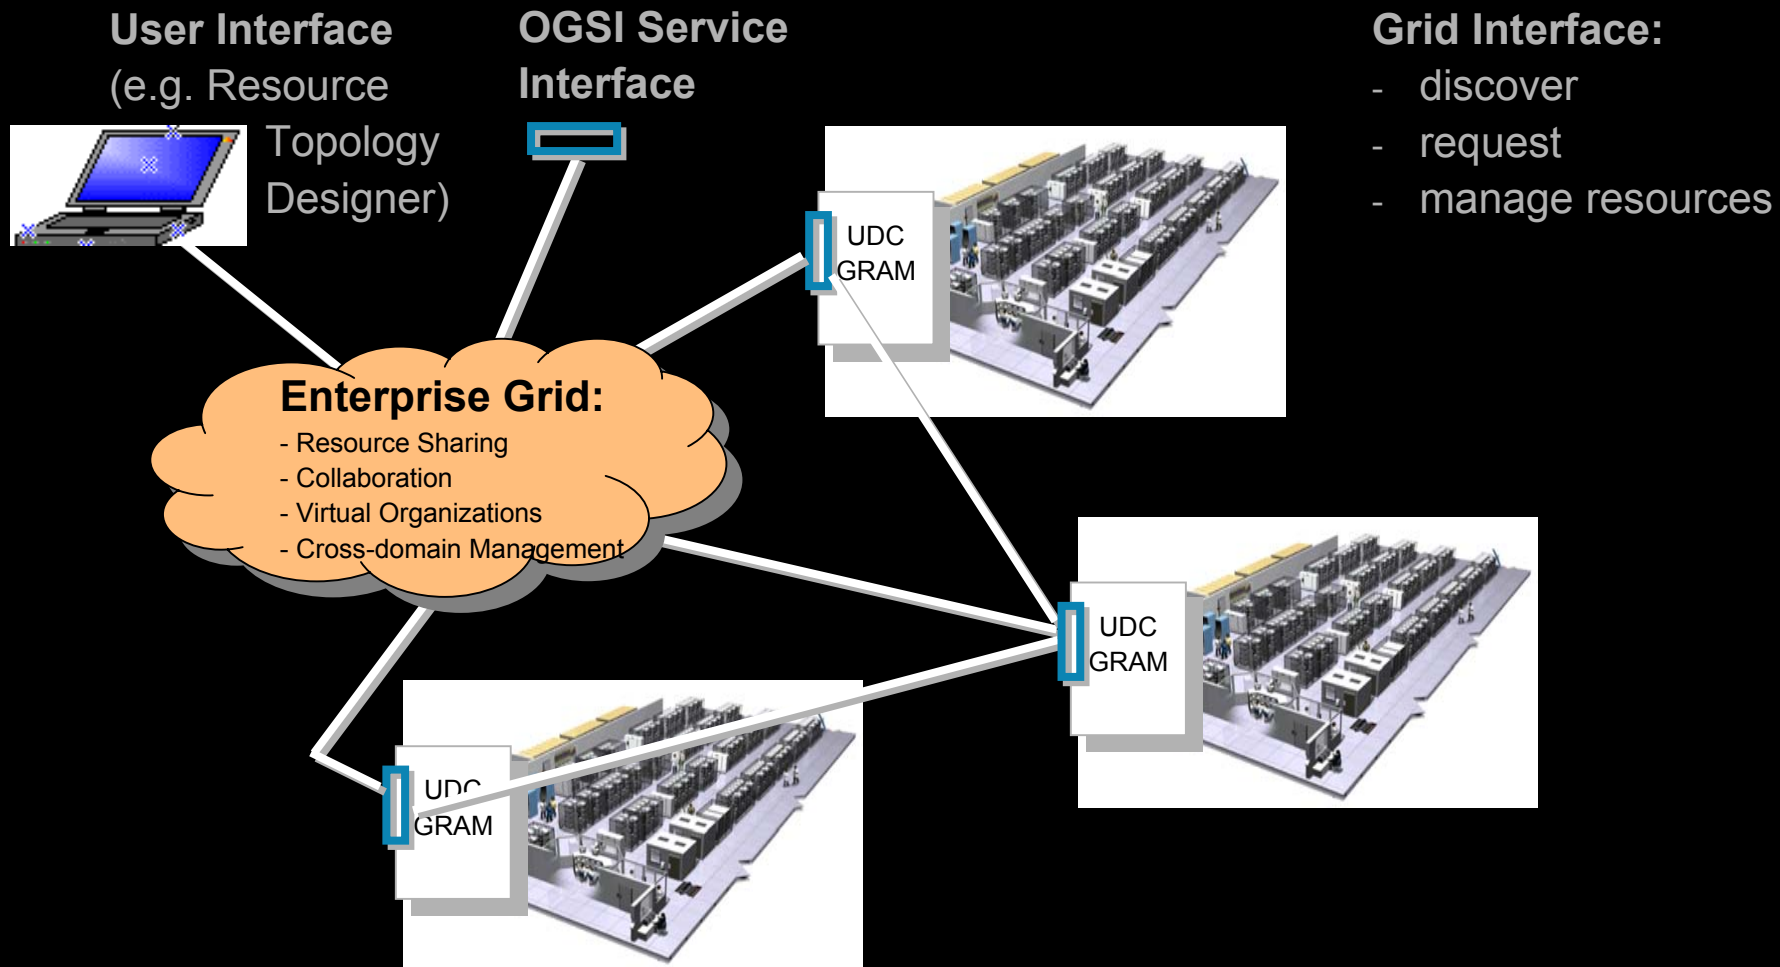 User Interface
(e.g. Resource
Topology
Designer)
OGSI Service
Interface
Grid Interface:
- discover
- request
- manage resources
UDC
GRAM
Enterprise Grid:
- Resource Sharing
- Collaboration
- Virtual Organizations
- Cross-domain Management
UDC
GRAM
UDC
GRAM